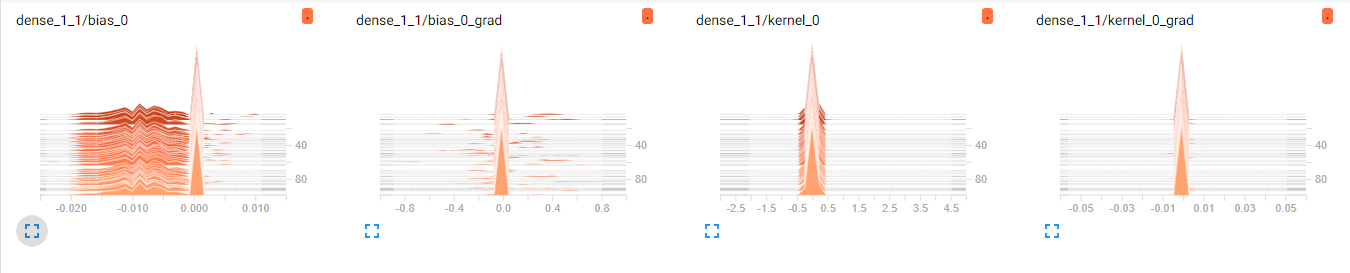 dense_1_1/bias_0 .
40
80
-0.020 -0.010 0.000 0.010
dense_1_1/bias_0_grad .
40
80
-0.8 -0.4 0.0 0.4 0.8
dense_1_1/kernel_0 .
40
80
-2.5 -1.5 -0.5 0.5 1.5 2.5 3.5 4.5
dense_1_1/kernel_0_grad .
40
80
-0.05 -0.03 -0.01 0.01 0.03 0.05